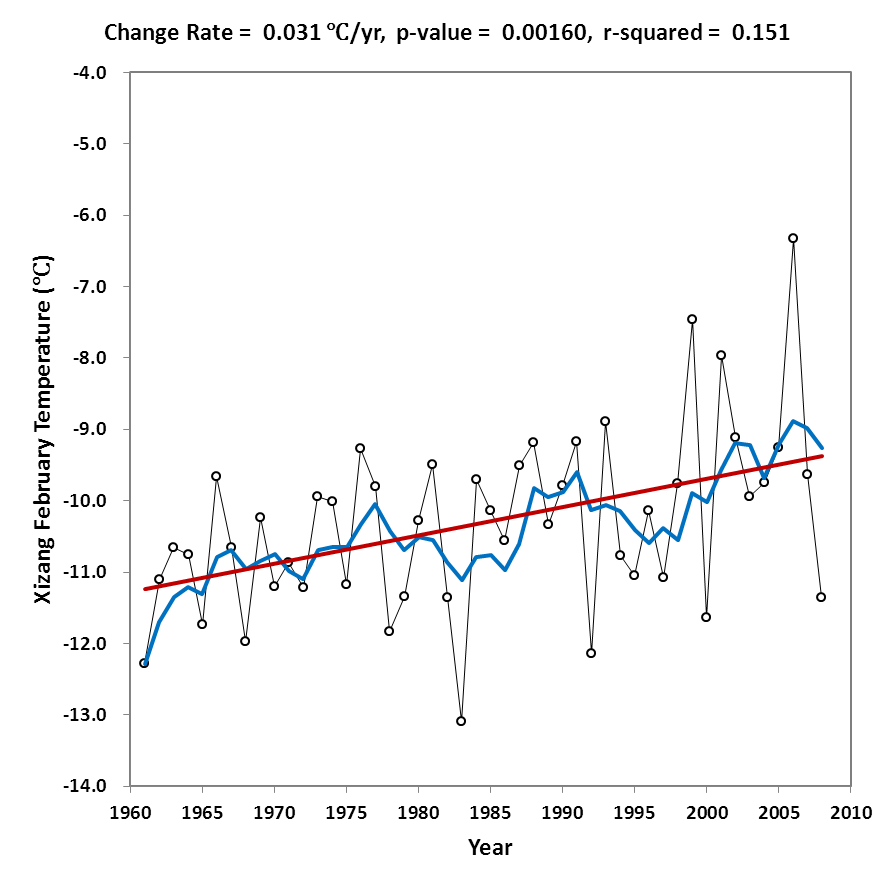 Change Rate = 0.031 ℃/yr, p-value = 0.00160, r-squared = 0.151
-4.0
-5.0
-6.0
-7.0
-8.0
-9.0
-10.0
-11.0
-12.0
-13.0
-14.0
Xizang February Temperature (℃)
1960 1965 1970 1975 1980 1985 1990 1995 2000 2005 2010
Year